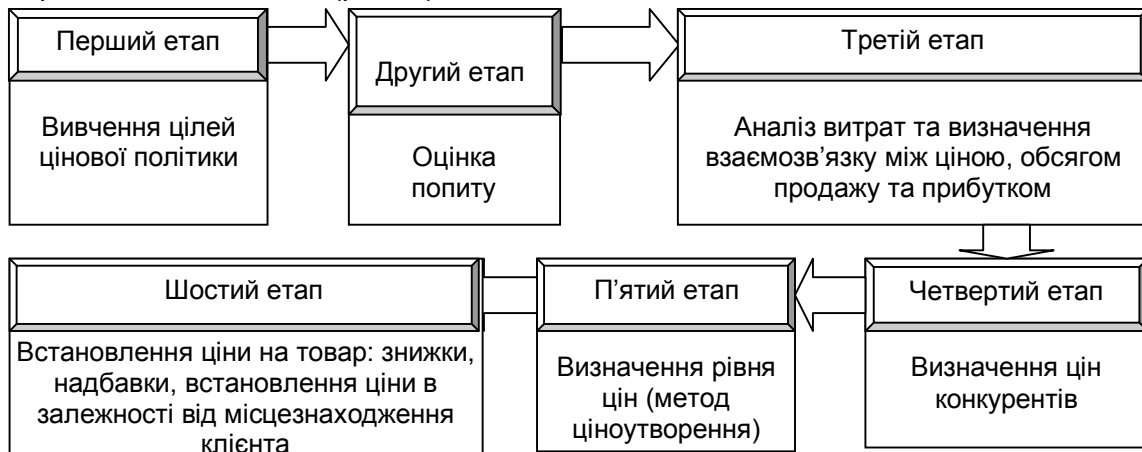 Перший етап
Вивчення цілей
цінової політики
Другий етап
Оцінка
попиту
Третій етап
Аналіз витрат та визначення
взаємозв’язку між ціною, обсягом
продажу та прибутком
Четвертий етап
Визначення цін
конкурентів
П’ятий етап
Визначення рівня
цін (метод
ціноутворення)
Шостий етап
Встановлення ціни на товар: знижки,
надбавки, встановлення ціни в
залежності від місцезнаходження
клієнта